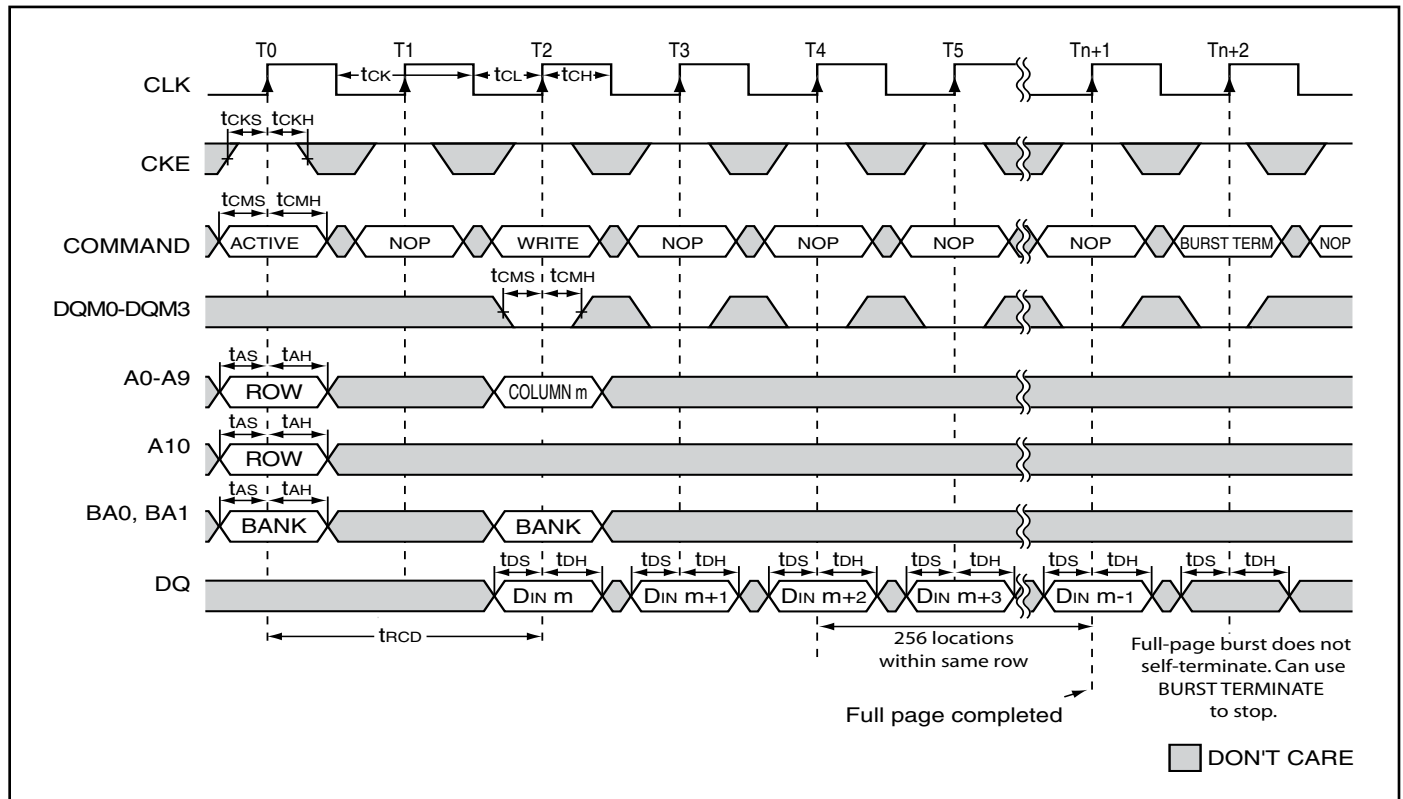 T0 T1 T2 T3 T4 T5 Tn+1 Tn+2
CLK
tCK tCL tCH
tCKS tCKH
CKE
tCMS tCMH
COMMAND
ACTIVE NOP WRITE NOP NOP NOP NOP BURST TERM NOP
tCMS tCMH
DQM0-DQM3
tAS tAH
A0-A9
ROW COLUMN m
tAS tAH
A10
ROW
tAS tAH
BA0, BA1
BANK BANK
tDS tDH tDS tDH tDS tDH tDS tDH tDS tDH tDS tDH
DQ
DIN m DIN m+1 DIN m+2 DIN m+3 DIN m-1
tRCD
256 locations
within same row
Full page completed
Full-page burst does not
self-terminate. Can use
BURST TERMINATE
to stop.
DON'T CARE